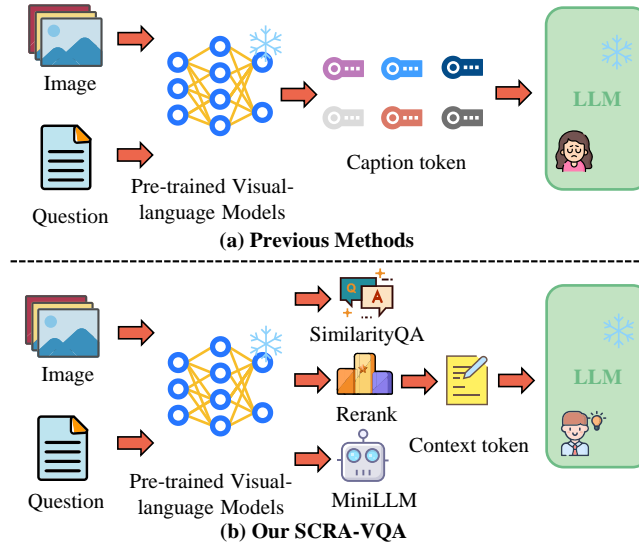 Image
Question
Pre-trained Visual-
language Models
Caption token
LLM
(a) Previous Methods
Image
Question
Pre-trained Visual-
language Models
Q
A
SimilarityQA
Rerank
MiniLLM
Context token
LLM
(b) Our SCRA-VQA